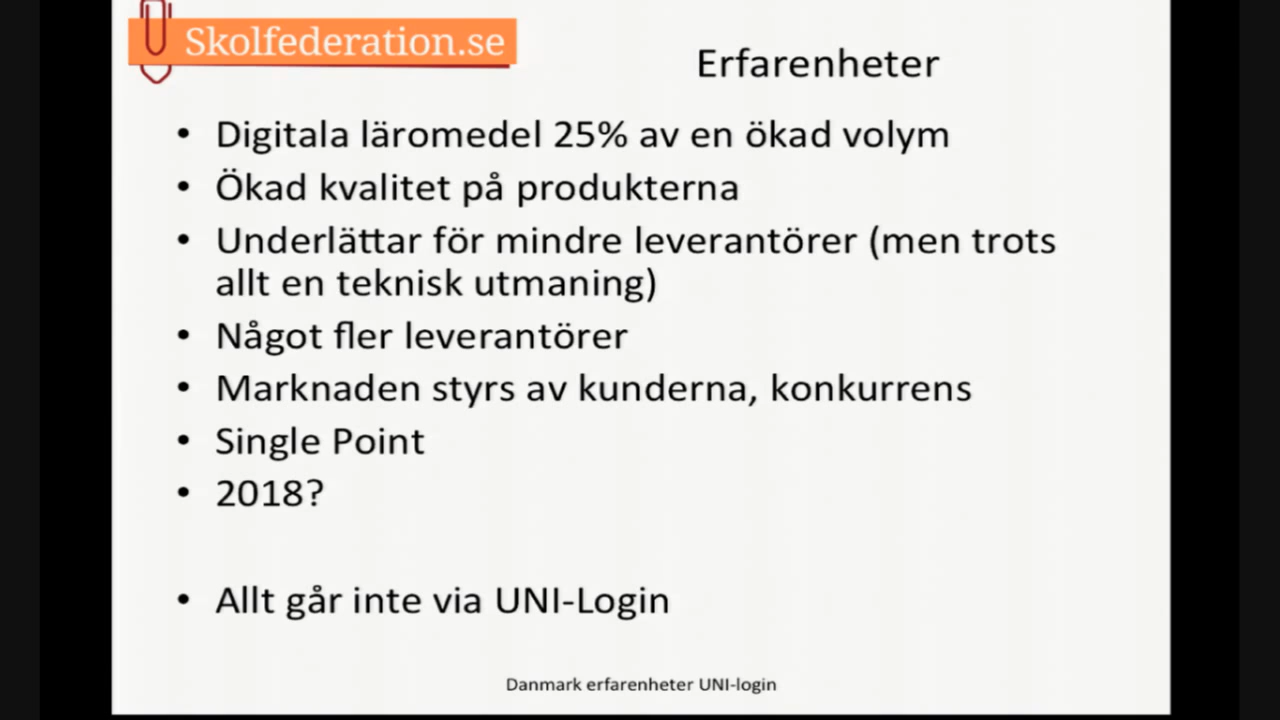 Skolfederation.se
Erfarenheter
• Digitala läromedel 25% av en ökad volym
• Ökad kvalitet på produkterna
• Underlättar för mindre leverantörer (men trots
allt en teknisk utmaning)
• Något fler leverantörer
• Marknaden styrs av kunderna, konkurrens
• Single Point
• 2018?
• Allt går inte via UNI-Login
Danmark erfarenheter UNI-login